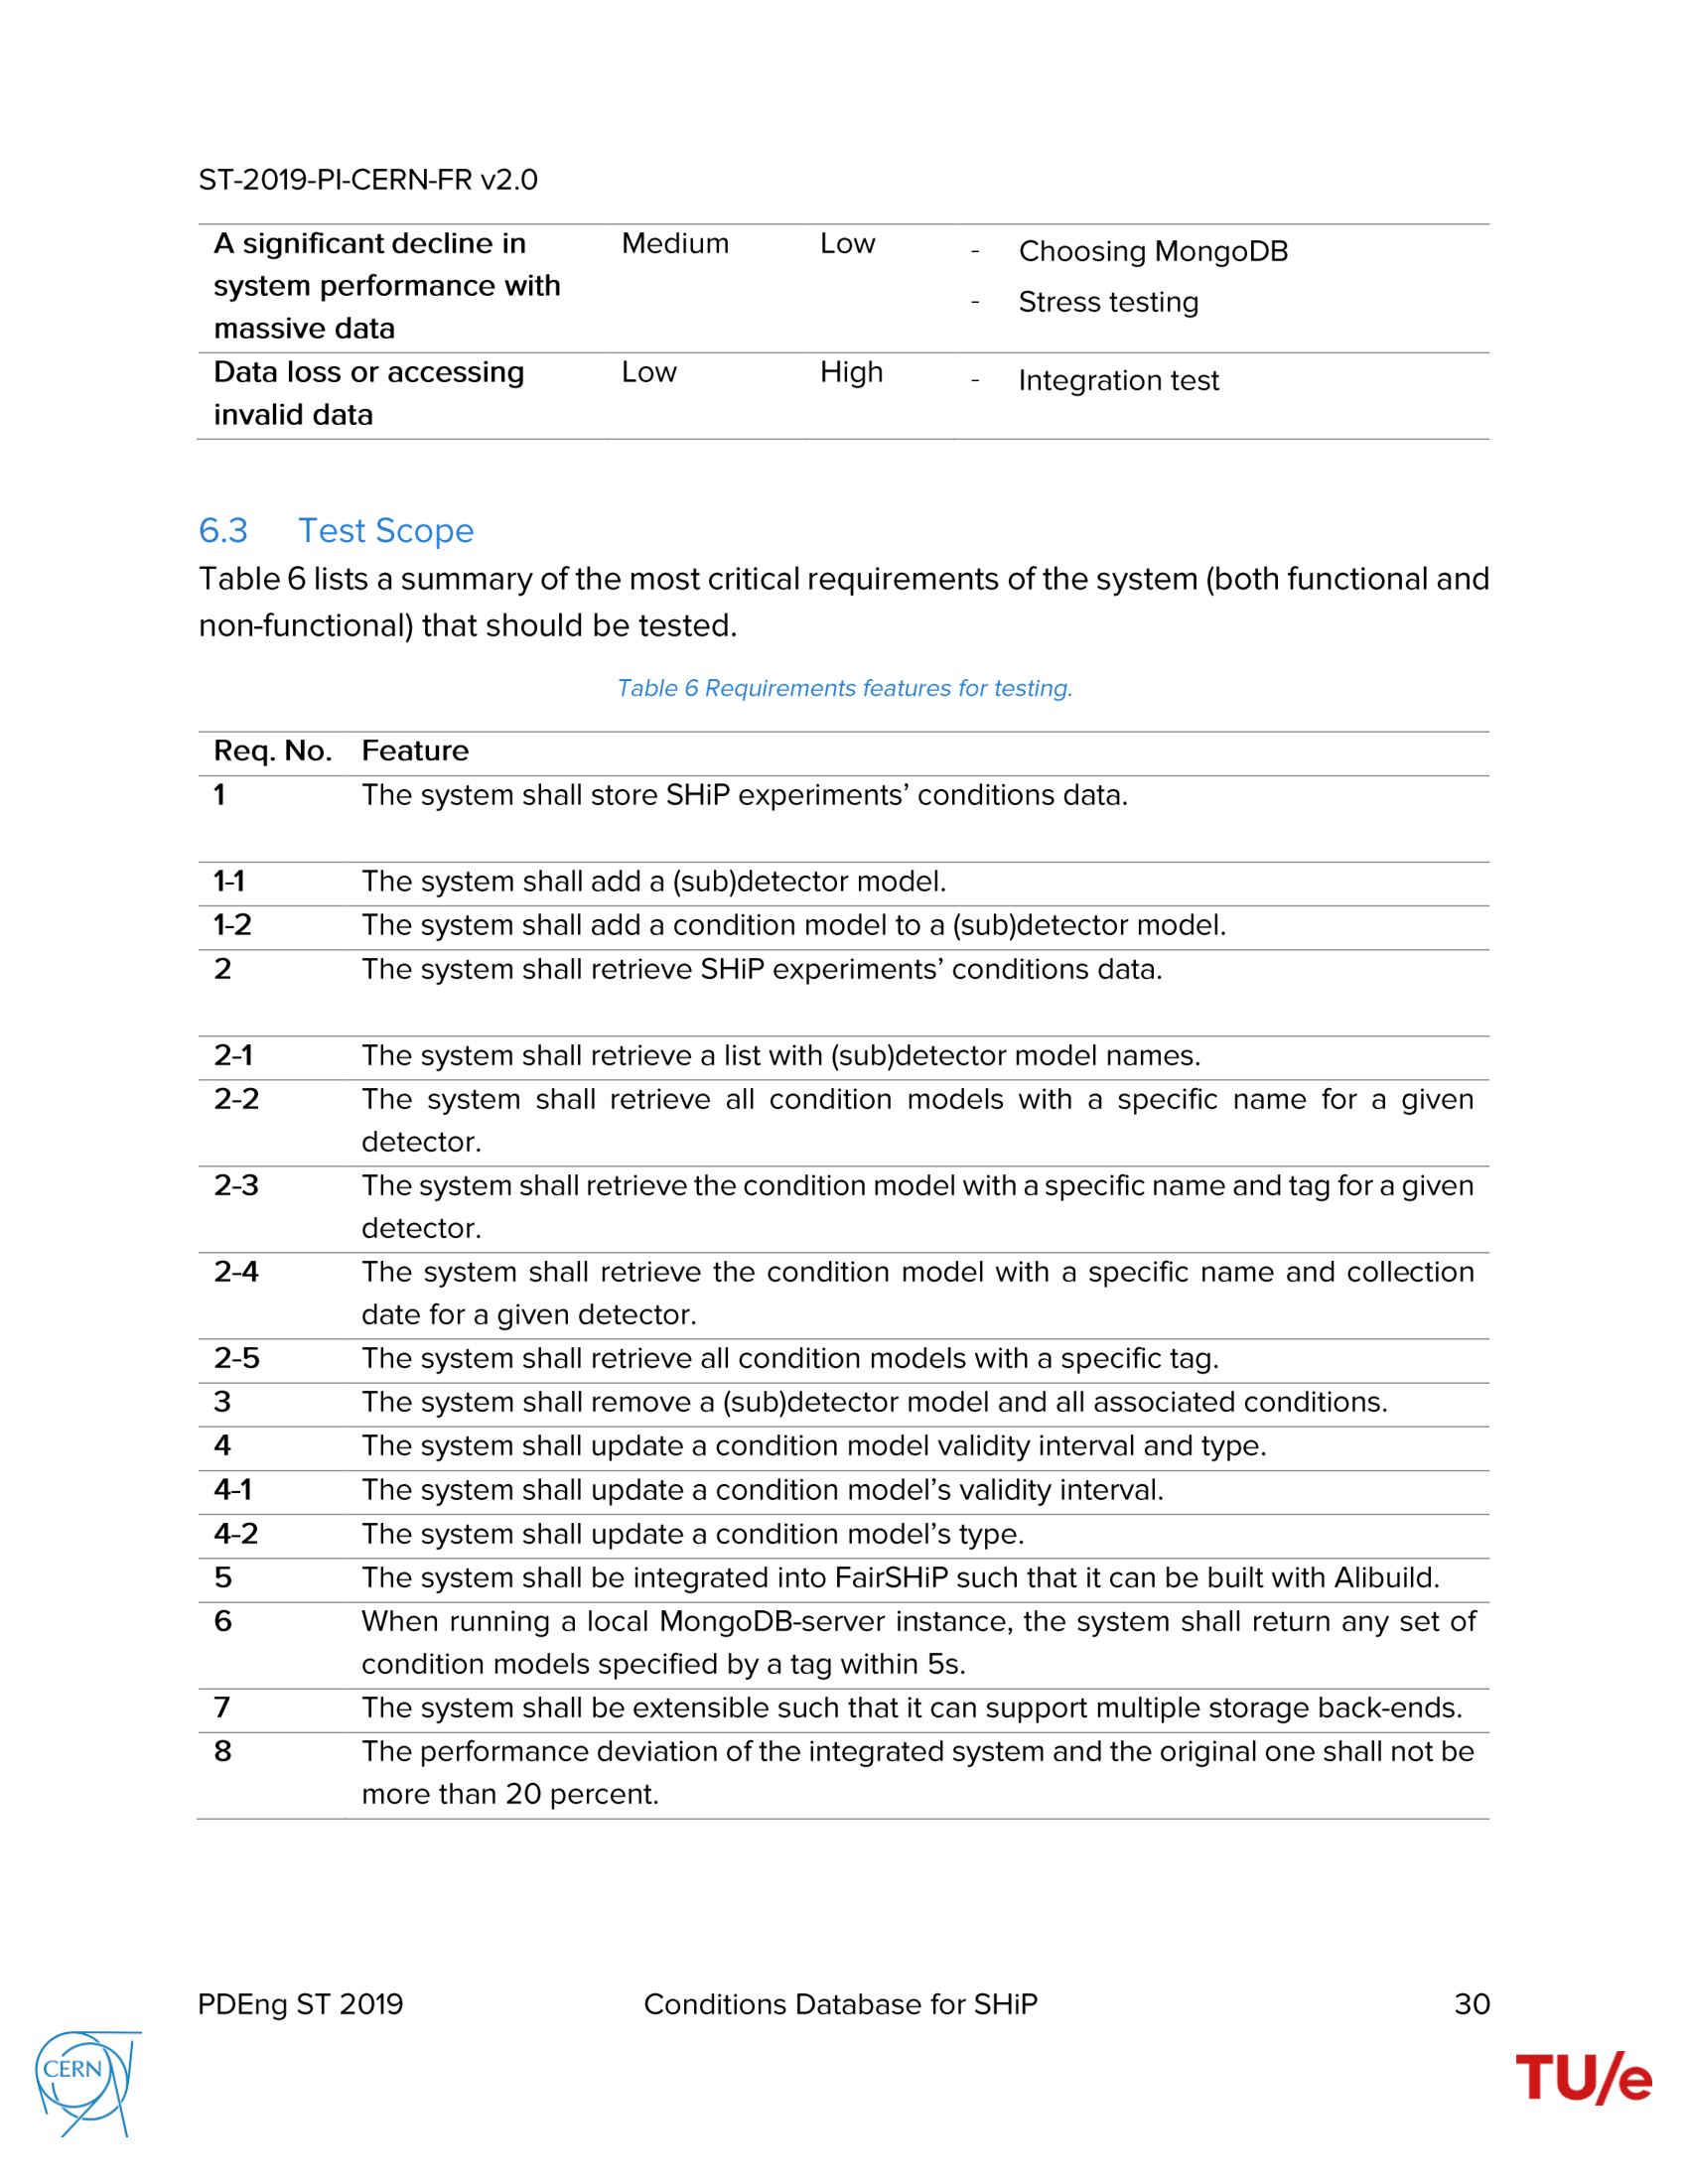 ST-2019-PI-CERN-FR v2.0
A significant decline in system performance with massive data Medium Low - Choosing MongoDB - Stress testing
Data loss or accessing invalid data Low High - Integration test
6.3 Test Scope
Table 6 lists a summary of the most critical requirements of the system (both functional and
non-functional) that should be tested.
Table 6 Requirements features for testing.
Req. No. Feature
1 The system shall store SHiP experiments’ conditions data.
1-1 The system shall add a (sub)detector model.
1-2 The system shall add a condition model to a (sub)detector model.
2 The system shall retrieve SHiP experiments’ conditions data.
2-1 The system shall retrieve a list with (sub)detector model names.
2-2 The system shall retrieve all condition models with a specific name for a given
detector.
2-3 The system shall retrieve the condition model with a specific name and tag for a given
detector.
2-4 The system shall retrieve the condition model with a specific name and collection
date for a given detector.
2-5 The system shall retrieve all condition models with a specific tag.
3 The system shall remove a (sub)detector model and all associated conditions.
4 The system shall update a condition model validity interval and type.
4-1 The system shall update a condition model’s validity interval.
4-2 The system shall update a condition model’s type.
5 The system shall be integrated into FairSHiP such that it can be built with Alibuild.
6 When running a local MongoDB-server instance, the system shall return any set of
condition models specified by a tag within 5s.
7 The system shall be extensible such that it can support multiple storage back-ends.
8 The performance deviation of the integrated system and the original one shall not be
more than 20 percent.
PDEng ST 2019 Conditions Database for SHiP 30
CERN
TU/e